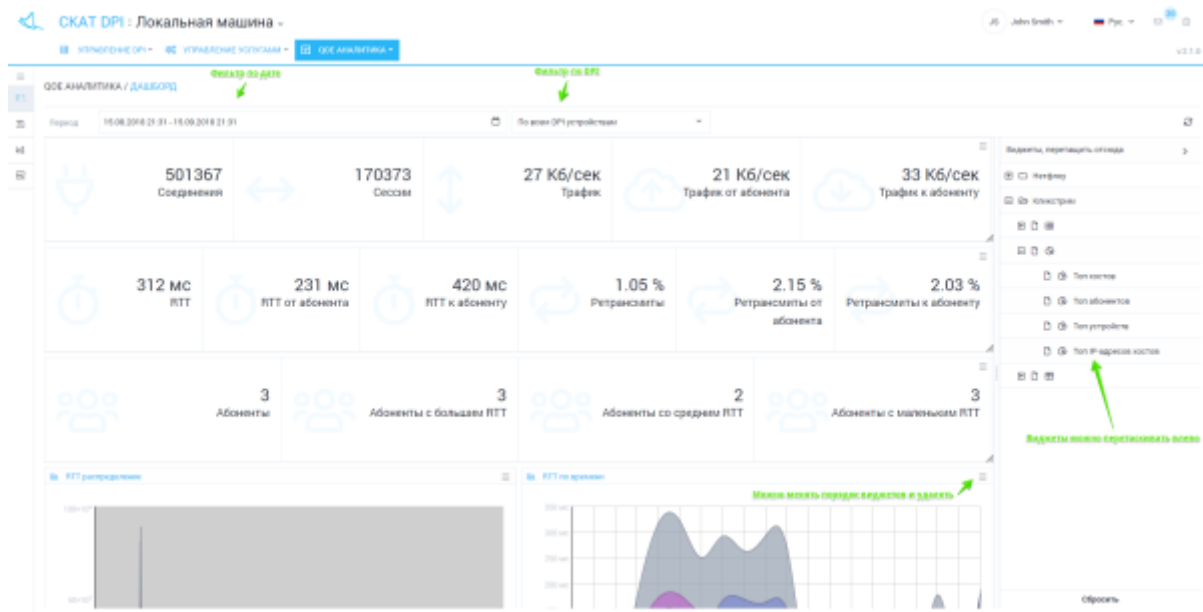 СКАТ DPI : Локальная машина
JS John Smith Рус.
УПРАВЛЕНИЕ DPI УПРАВЛЕНИЕ УСЛУГАМИ QOE АНАЛИТИКА
Фильтр по дате
Фильтр по DPI
QOE АНАЛИТИКА / ДАШБОРД
Период По всем DPI устройствам
Виджеты, перетащить отсюда
501367
Соединения
170373
Сессии
27 Кб/сек
Трафик
21 Кб/сек
Трафик от абонента
33 Кб/сек
Трафик к абоненту
Нетфлоу
Кликстрим
312 мс
RTT
231 мс
RTT от абонента
420 мс
RTT к абоненту
1.05 %
Ретрансмиты
2.15 %
Ретрансмиты от
абонента
2.03 %
Ретрансмиты к абоненту
Топ хостов
Топ абонентов
Топ устройств
Топ IP-адресов хостов
3
Абоненты
3
Абоненты с большим RTT
2
Абоненты со средним RTT
3
Абоненты с маленьким RTT
Виджеты можно перетаскивать влево
RTT распределение
RTT по времени
Можно менять порядок виджетов и удалять
Сбросить